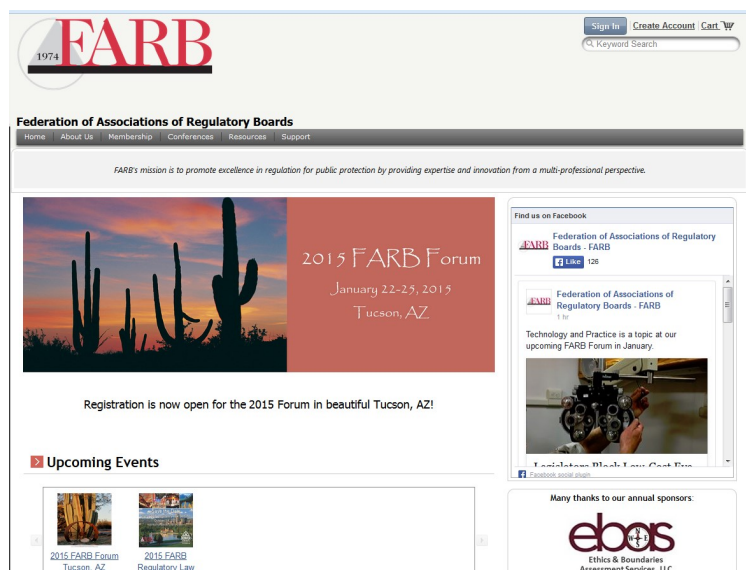 1974 FARB
Sign In Create Account Cart
Keyword Search
Federation of Associations of Regulatory Boards
Home About Us Membership Conferences Resources Support
FARB's mission is to promote excellence in regulation for public protection by providing expertise and innovation from a multi-professional perspective.
2015 FARB Forum
January 22-25, 2015
Tucson, AZ
Registration is now open for the 2015 Forum in beautiful Tucson, AZ!
Upcoming Events
2015 FARB Forum
Tucson, AZ
2015 FARB
Regulatory Law
Find us on Facebook
FARB
Federation of Associations of Regulatory
Boards - FARB
Like 126
FARB
Federation of Associations of
Regulatory Boards - FARB
1 hr
Technology and Practice is a topic at our
upcoming FARB Forum in January.
Legislators Block Low-Cost Eye
Facebook social plugin
Many thanks to our annual sponsors:
ebas
N
W E
S
Ethics & Boundaries
Assessment Services, LLC